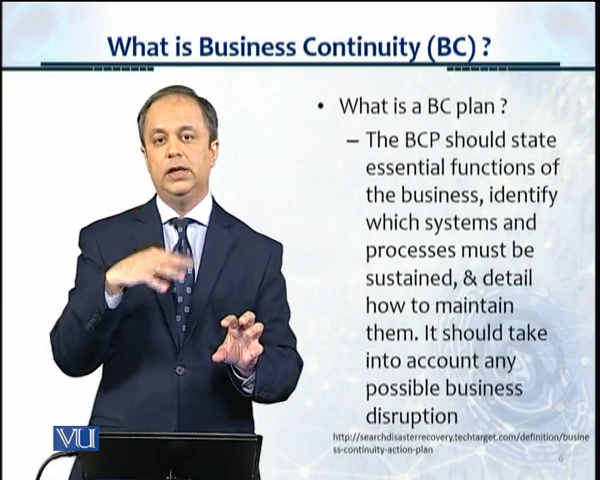 What is Business Continuity (BC) ?
• What is a BC plan ?
– The BCP should state
essential functions of
the business, identify
which systems and
processes must be
sustained, & detail
how to maintain
them. It should take
into account any
possible business
disruption
http://searchdisasterrecovery.techtarget.com/definition/busine
ss-continuity-action-plan
6
VU